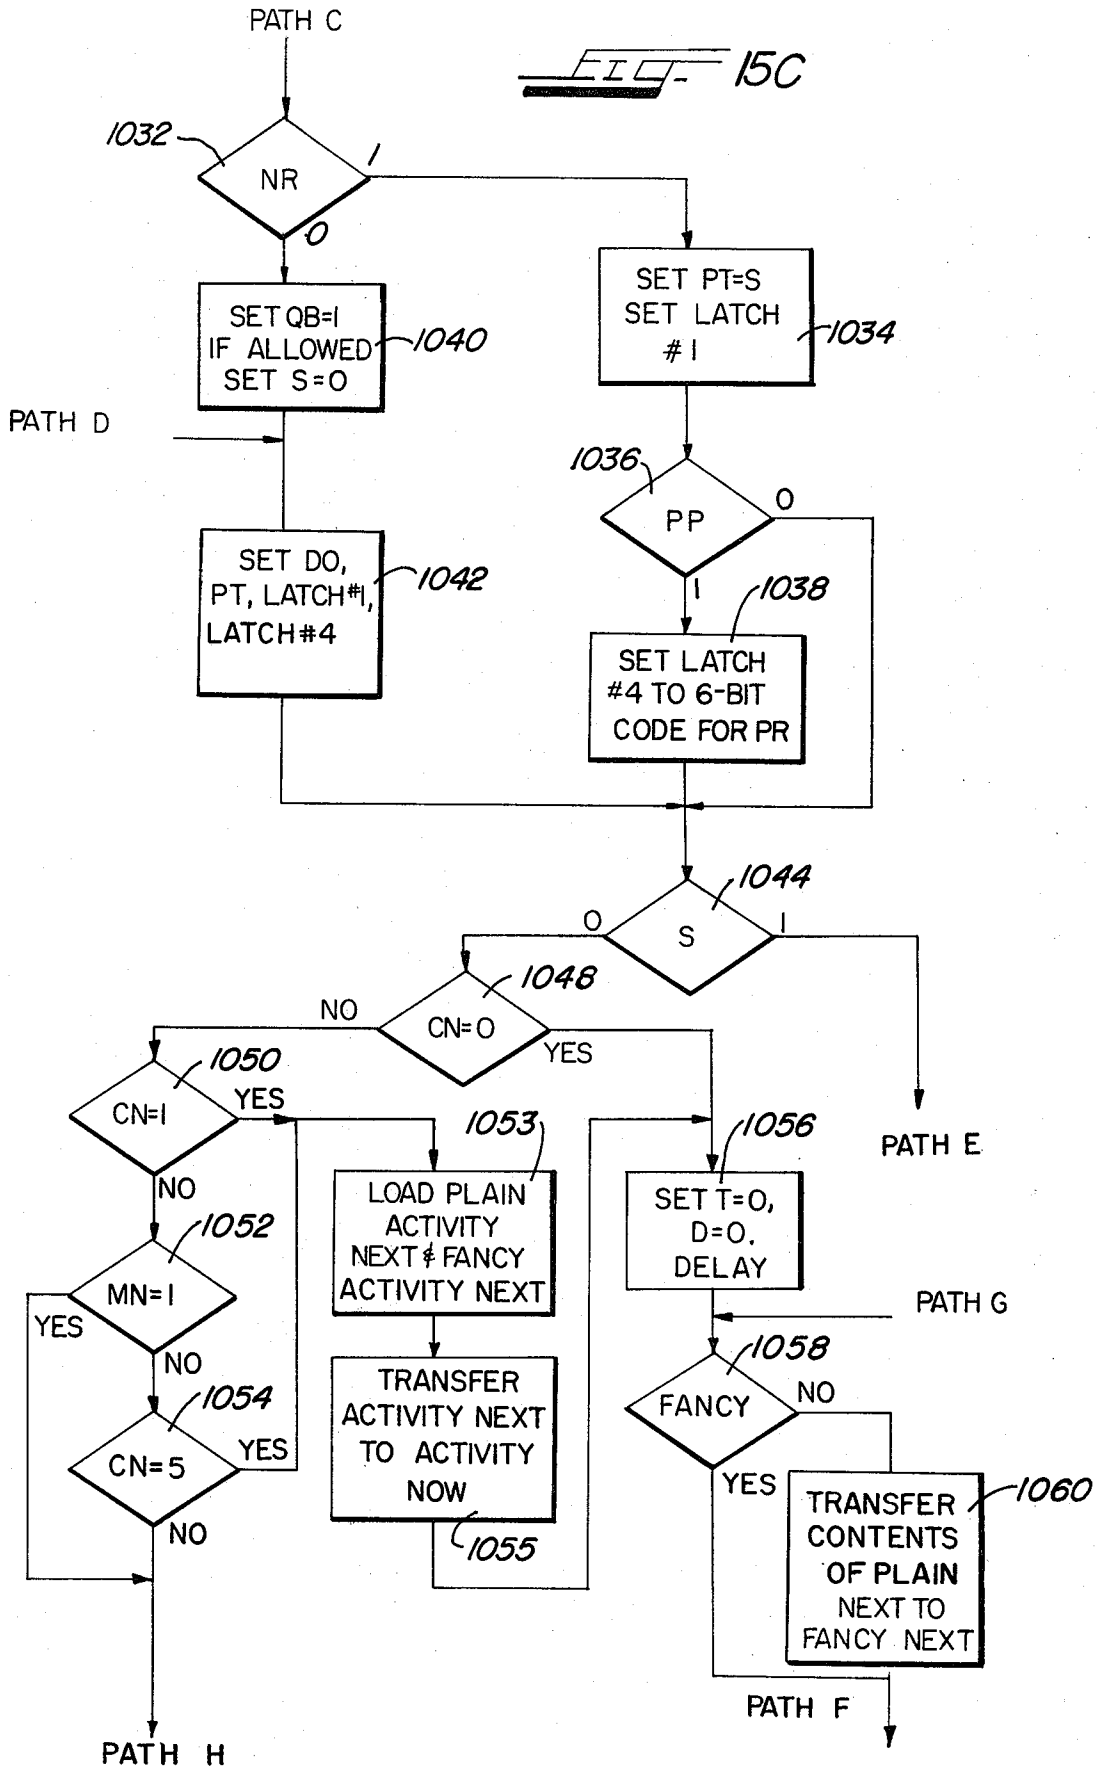 PATH C
FIG. 15C
1032
NR
1
0
SET QB=1
IF ALLOWED
SET S=0
1040
SET PT=S
SET LATCH
#1
1034
PATH D
1036
PP
0
1
SET DO,
PT, LATCH#1,
LATCH#4
1042
1038
SET LATCH
#4 TO 6-BIT
CODE FOR PR
1044
0
S
1
1048
NO
CN=0
YES
1050
CN=1
YES
NO
1053
1056
PATH E
LOAD PLAIN
ACTIVITY
NEXT & FANCY
ACTIVITY NEXT
SET T=0,
D=0.
DELAY
1052
MN=1
YES
NO
PATH G
1058
FANCY
NO
YES
1054
CN=5
YES
NO
TRANSFER
ACTIVITY NEXT
TO ACTIVITY
NOW
1055
1060
TRANSFER
CONTENTS
OF PLAIN
NEXT TO
FANCY NEXT
PATH F
PATH H